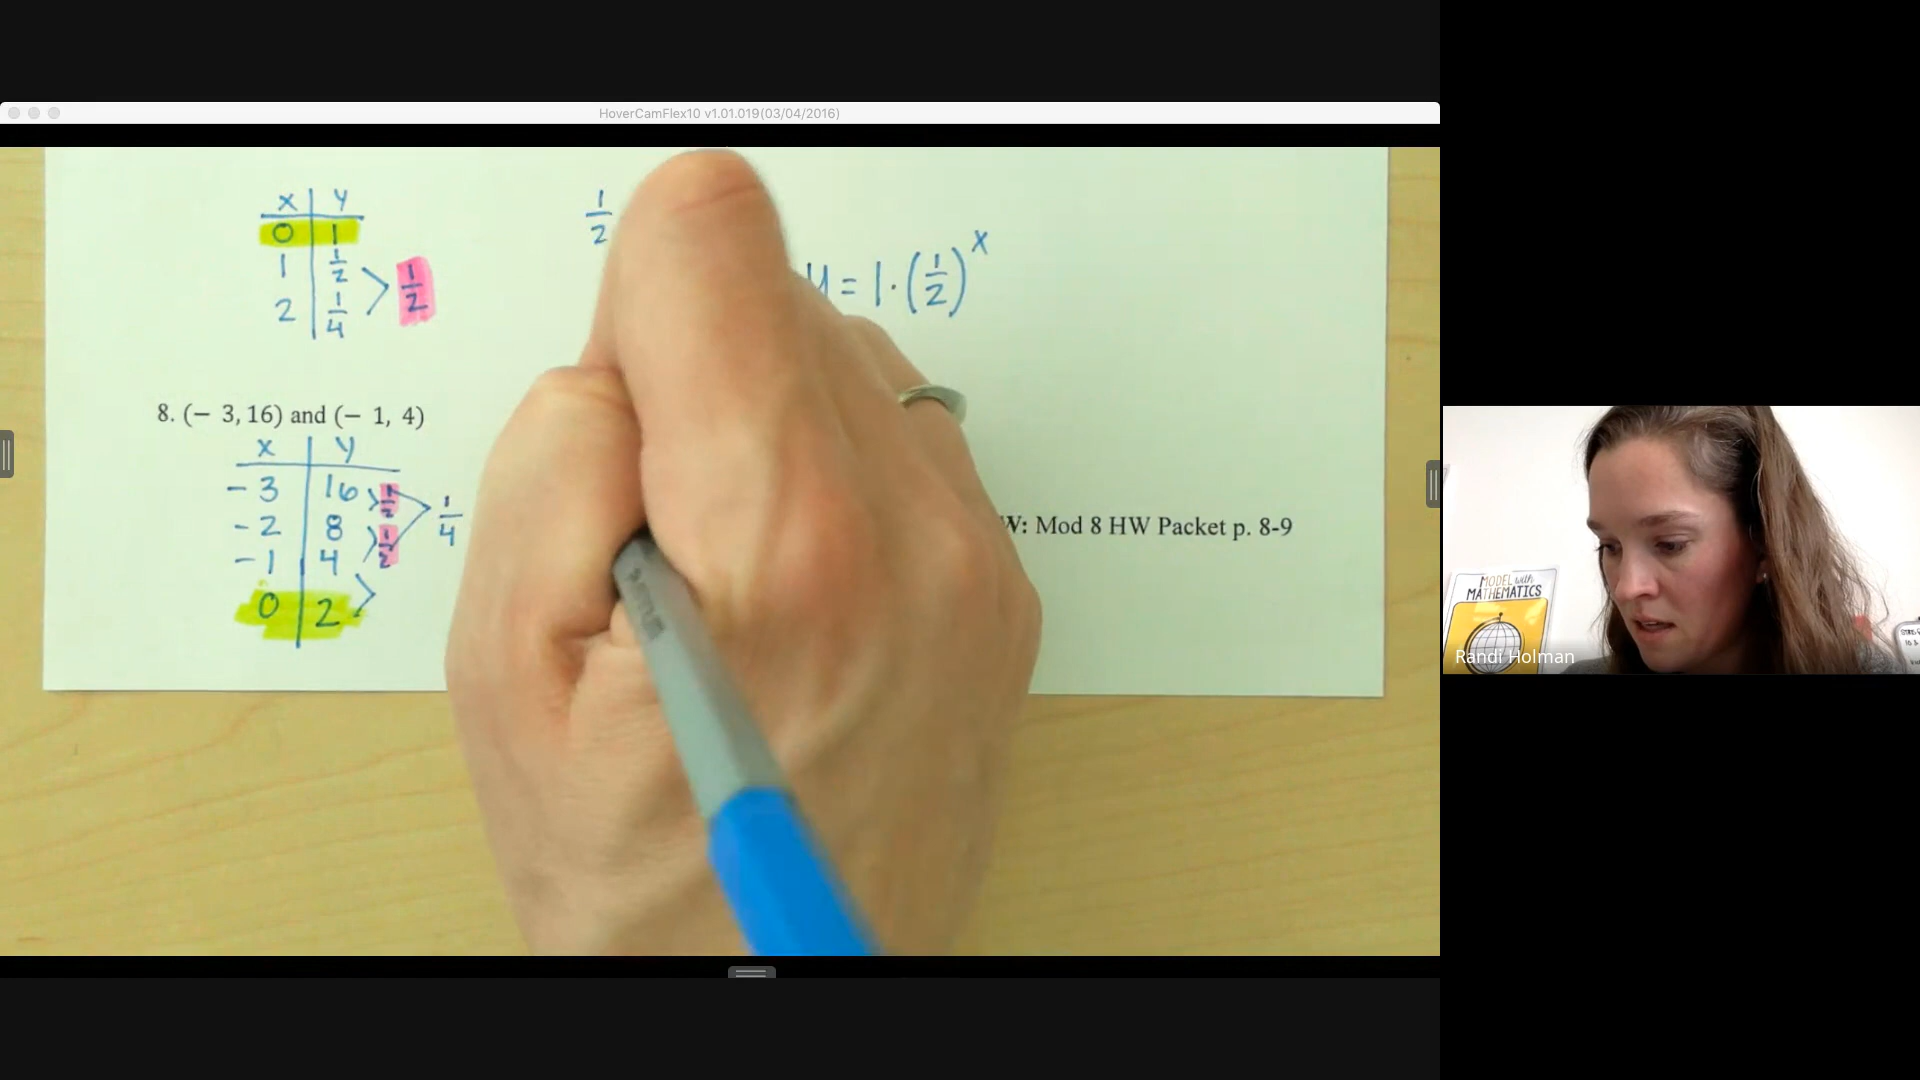 HoverCamFlex10 v1.01.019(03/04/2016)
x y
0 1
1 1/2
2 1/4
1/2
1/2
y = 1 · (1/2)^x
8. (− 3, 16) and (− 1, 4)
x y
-3 16
-2 8
-1 4
0 2
1/2
1/2
1/4
W: Mod 8 HW Packet p. 8-9
MODEL with
MATHEMATICS
Randi Holman